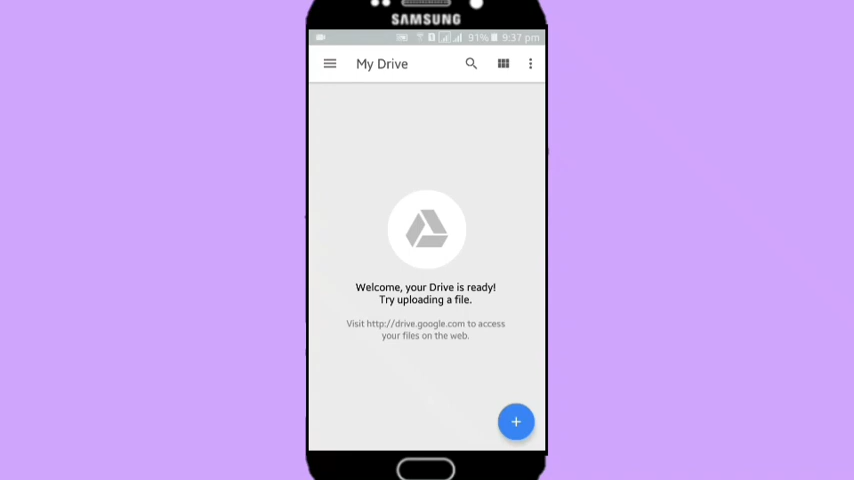 SAMSUNG
91% 9:37 pm
My Drive
Welcome, your Drive is ready!
Try uploading a file.
Visit http://drive.google.com to access
your files on the web.